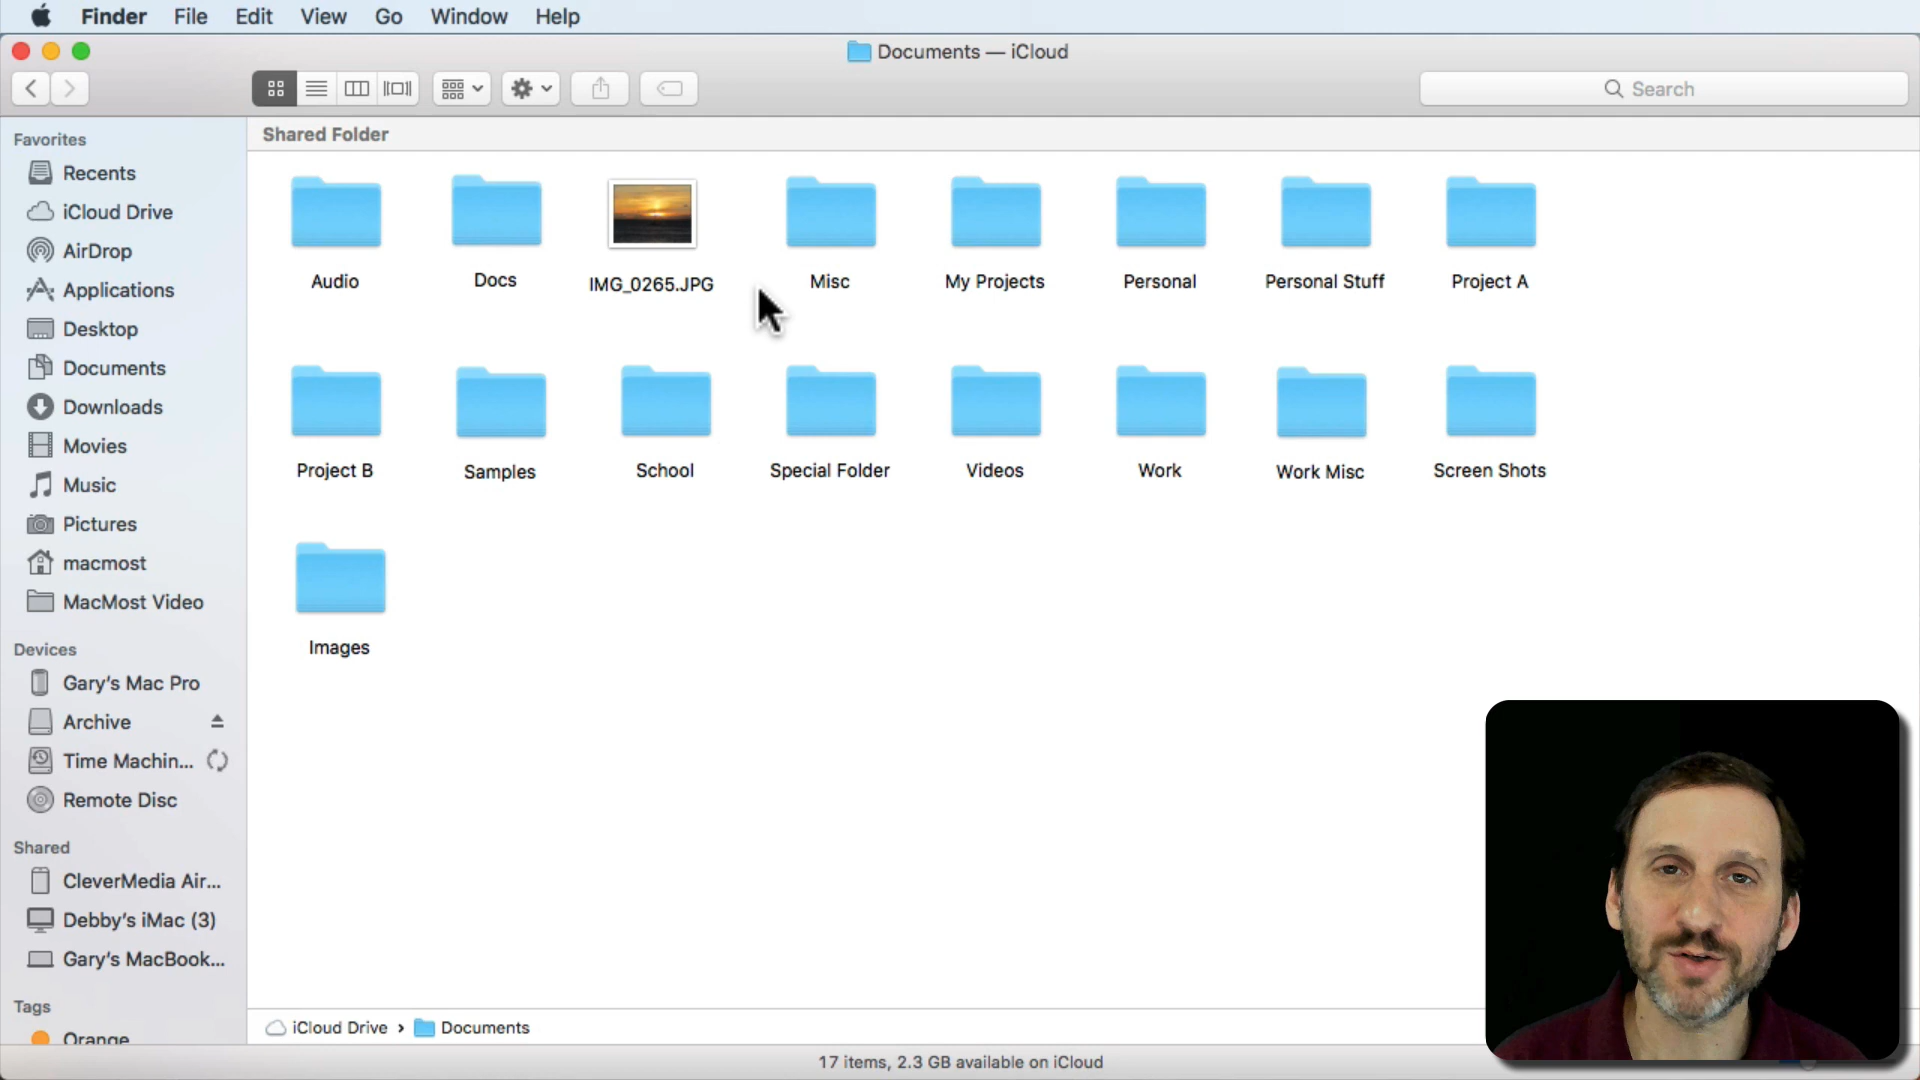 Finder File Edit View Go Window Help
Documents — iCloud
Search
Favorites
Recents
iCloud Drive
AirDrop
Applications
Desktop
Documents
Downloads
Movies
Music
Pictures
macmost
MacMost Video
Devices
Gary's Mac Pro
Archive
Time Machin...
Remote Disc
Shared
CleverMedia Air...
Debby's iMac (3)
Gary's MacBook...
Tags
Orange
Shared Folder
Audio Docs IMG_0265.JPG Misc My Projects Personal Personal Stuff Project A
Project B Samples School Special Folder Videos Work Work Misc Screen Shots
Images
iCloud Drive › Documents
17 items, 2.3 GB available on iCloud